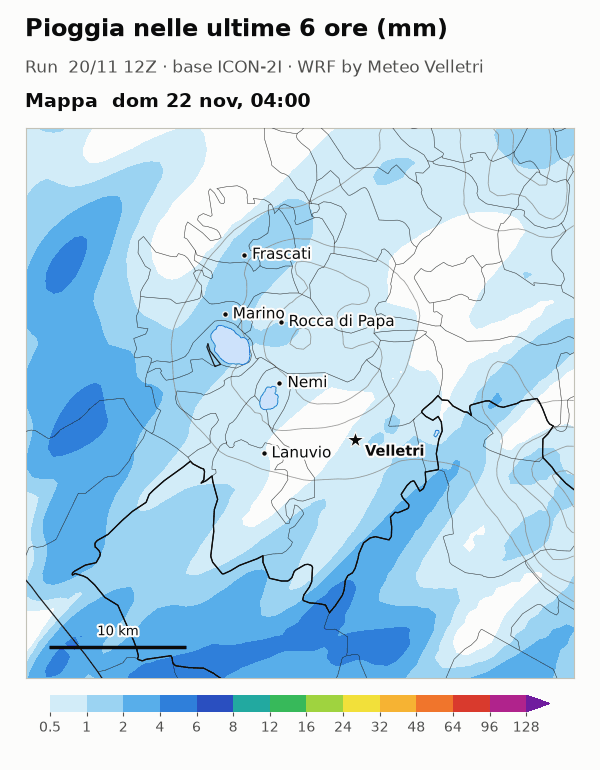 Pioggia nelle ultime 6 ore (mm)
Run  20/11 12Z · base ICON-2I · WRF by Meteo Velletri
Mappa  dom 22 nov, 04:00
Frascati
Marino
Rocca di Papa
Nemi
Velletri
Lanuvio
10 km
0.5 1 2 4 6 8 12 16 24 32 48 64 96 128